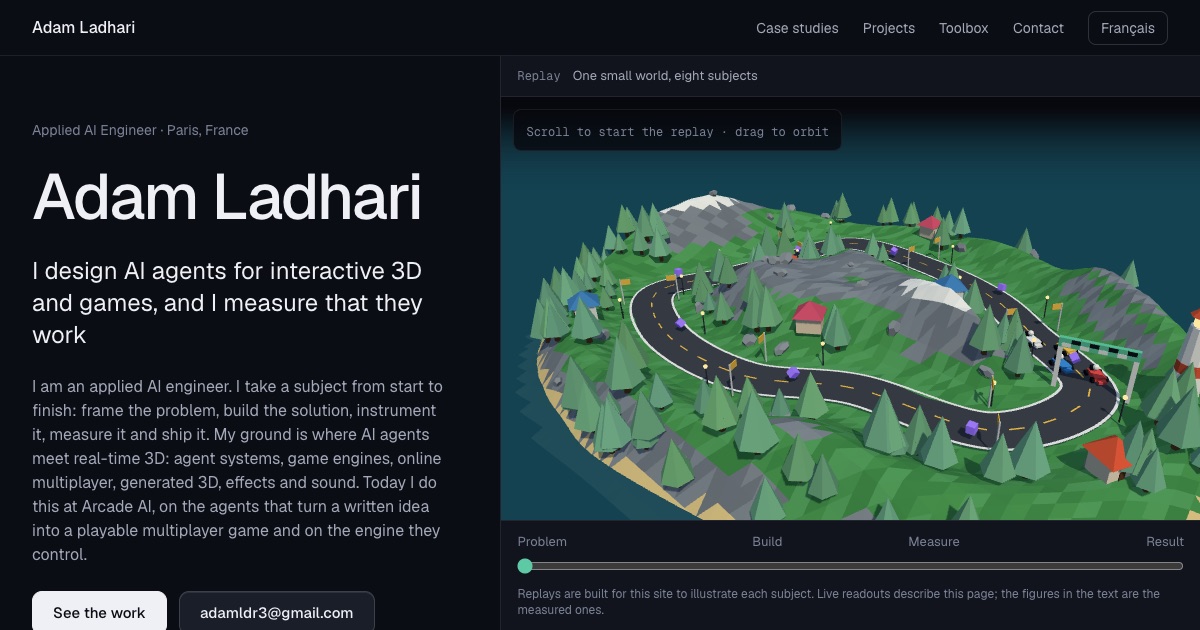 Adam Ladhari
Case studies
Projects
Toolbox
Contact
Français
Replay One small world, eight subjects
Scroll to start the replay · drag to orbit
Applied AI Engineer · Paris, France
Adam Ladhari
I design AI agents for interactive 3D
and games, and I measure that they
work
I am an applied AI engineer. I take a subject from start to
finish: frame the problem, build the solution, instrument
it, measure it and ship it. My ground is where AI agents
meet real-time 3D: agent systems, game engines, online
multiplayer, generated 3D, effects and sound. Today I do
this at Arcade AI, on the agents that turn a written idea
into a playable multiplayer game and on the engine they
control.
See the work
adamldr3@gmail.com
Problem
Build
Measure
Result
Replays are built for this site to illustrate each subject. Live readouts describe this page; the figures in the text are the
measured ones.